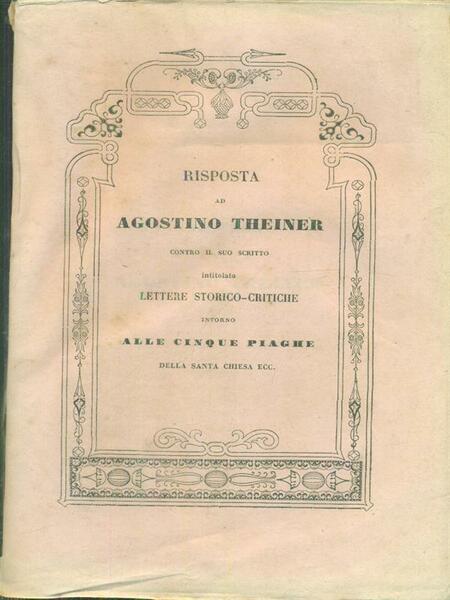 RISPOSTA
AD
AGOSTINO THEINER
CONTRO IL SUO SCRITTO
intitolato
LETTERE STORICO-CRITICHE
INTORNO
ALLE CINQUE PIAGHE
DELLA SANTA CHIESA ECC.